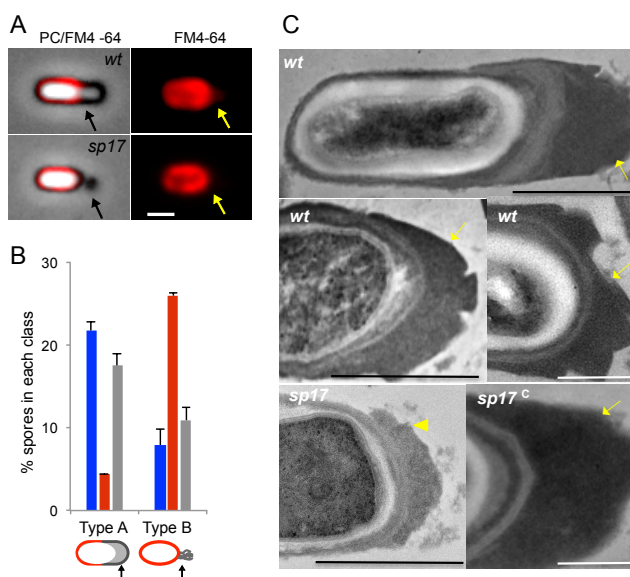 A
PC/FM4 -64
FM4-64
wt
sp17
B
% spores in each class
30
20
10
0
Type A
Type B
C
wt
wt
wt
sp17
sp17 c